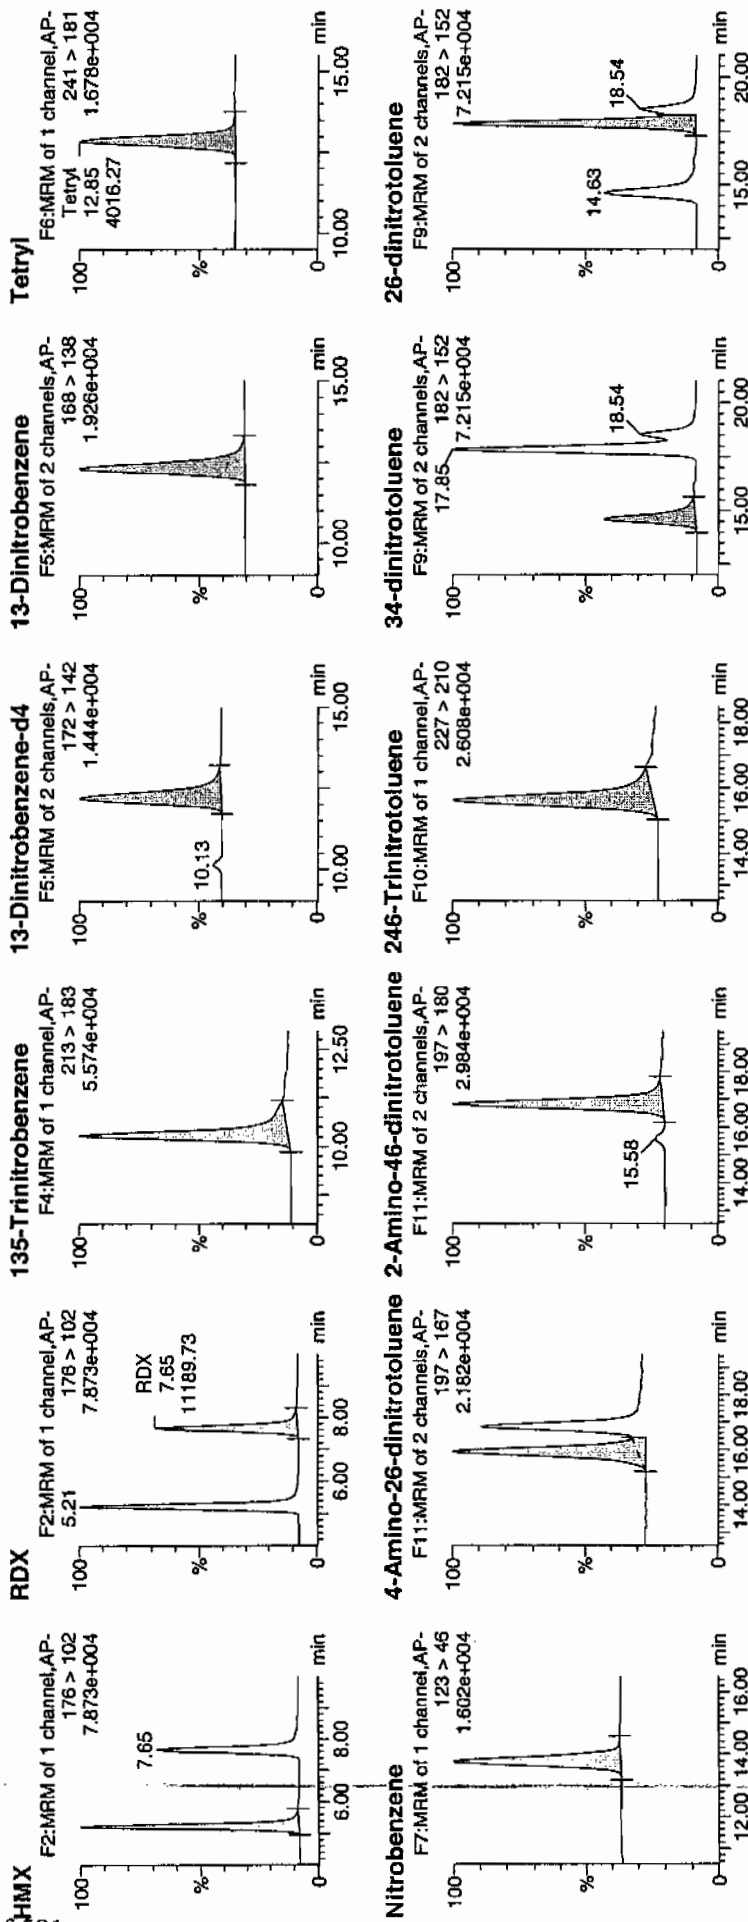 HMX
F2:MRM of 1 channel,AP-
176 > 102
7.873e+004
100
7.65
%
0
6.00 8.00 min
RDX
F2:MRM of 1 channel,AP-
5.21 176 > 102
7.873e+004
100
RDX
7.65
11189.73
%
0
6.00 8.00 min
135-Trinitrobenzene
F4:MRM of 1 channel,AP-
213 > 183
5.574e+004
100
%
0
10.00 12.50 min
13-Dinitrobenzene-d4
F5:MRM of 2 channels,AP-
172 > 142
1.444e+004
100
%
10.13
0
10.00 15.00 min
13-Dinitrobenzene
F5:MRM of 2 channels,AP-
168 > 138
1.926e+004
100
%
0
10.00 15.00 min
Tetryl
F6:MRM of 1 channel,AP-
241 > 181
1.678e+004
100
Tetryl
12.85
4016.27
%
0
10.00 15.00 min
Nitrobenzene
F7:MRM of 1 channel,AP-
123 > 46
1.602e+004
100
%
0
12.00 14.00 16.00 min
4-Amino-26-dinitrotoluene
F11:MRM of 2 channels,AP-
197 > 167
2.182e+004
100
%
0
14.00 16.00 18.00 min
2-Amino-46-dinitrotoluene
F11:MRM of 2 channels,AP-
197 > 180
2.984e+004
100
%
15.58
0
14.00 16.00 18.00 min
246-Trinitrotoluene
F10:MRM of 1 channel,AP-
227 > 210
2.608e+004
100
%
0
14.00 16.00 18.00 min
34-dinitrotoluene
F9:MRM of 2 channels,AP-
17.85 182 > 152
7.215e+004
100
%
18.54
0
15.00 20.00 min
26-dinitrotoluene
F9:MRM of 2 channels,AP-
182 > 152
7.215e+004
100
%
14.63
18.54
0
15.00 20.00 min